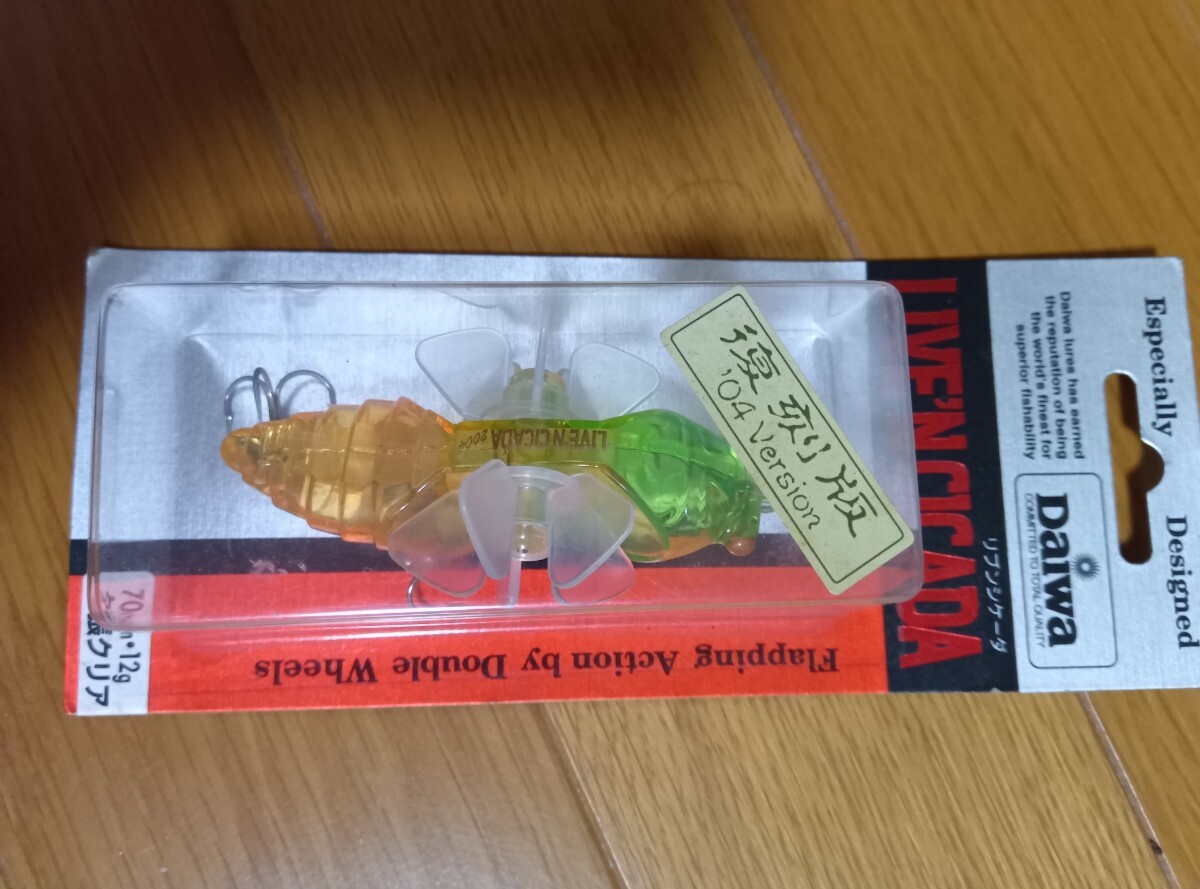 Especially
Designed
Daiwa lures has earned
the reputation of being
the world's finest for
superior fishability
Daiwa
COMMITTED TO TOTAL QUALITY
LIVE'N CICADA
リブンシケーダ
復刻版
'04 Version
LIVE'N CICADA
2004
Flapping Action by Double Wheels
12g
クリア